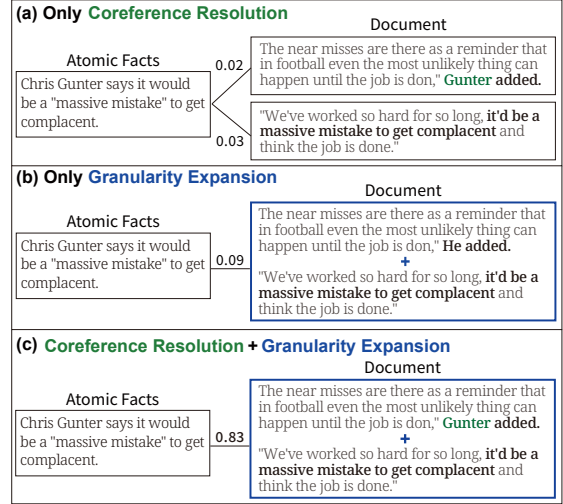 (a) Only Coreference Resolution
Document
Atomic Facts
Chris Gunter says it would
be a "massive mistake" to get
complacent.
0.02
0.03
The near misses are there as a reminder that
in football even the most unlikely thing can
happen until the job is don," Gunter added.
"We've worked so hard for so long, it'd be a
massive mistake to get complacent and
think the job is done."
(b) Only Granularity Expansion
Document
Atomic Facts
Chris Gunter says it would
be a "massive mistake" to get
complacent.
0.09
The near misses are there as a reminder that
in football even the most unlikely thing can
happen until the job is don," He added.
+
"We've worked so hard for so long, it'd be a
massive mistake to get complacent and
think the job is done."
(c) Coreference Resolution + Granularity Expansion
Document
Atomic Facts
Chris Gunter says it would
be a "massive mistake" to get
complacent.
0.83
The near misses are there as a reminder that
in football even the most unlikely thing can
happen until the job is don," Gunter added.
+
"We've worked so hard for so long, it'd be a
massive mistake to get complacent and
think the job is done."